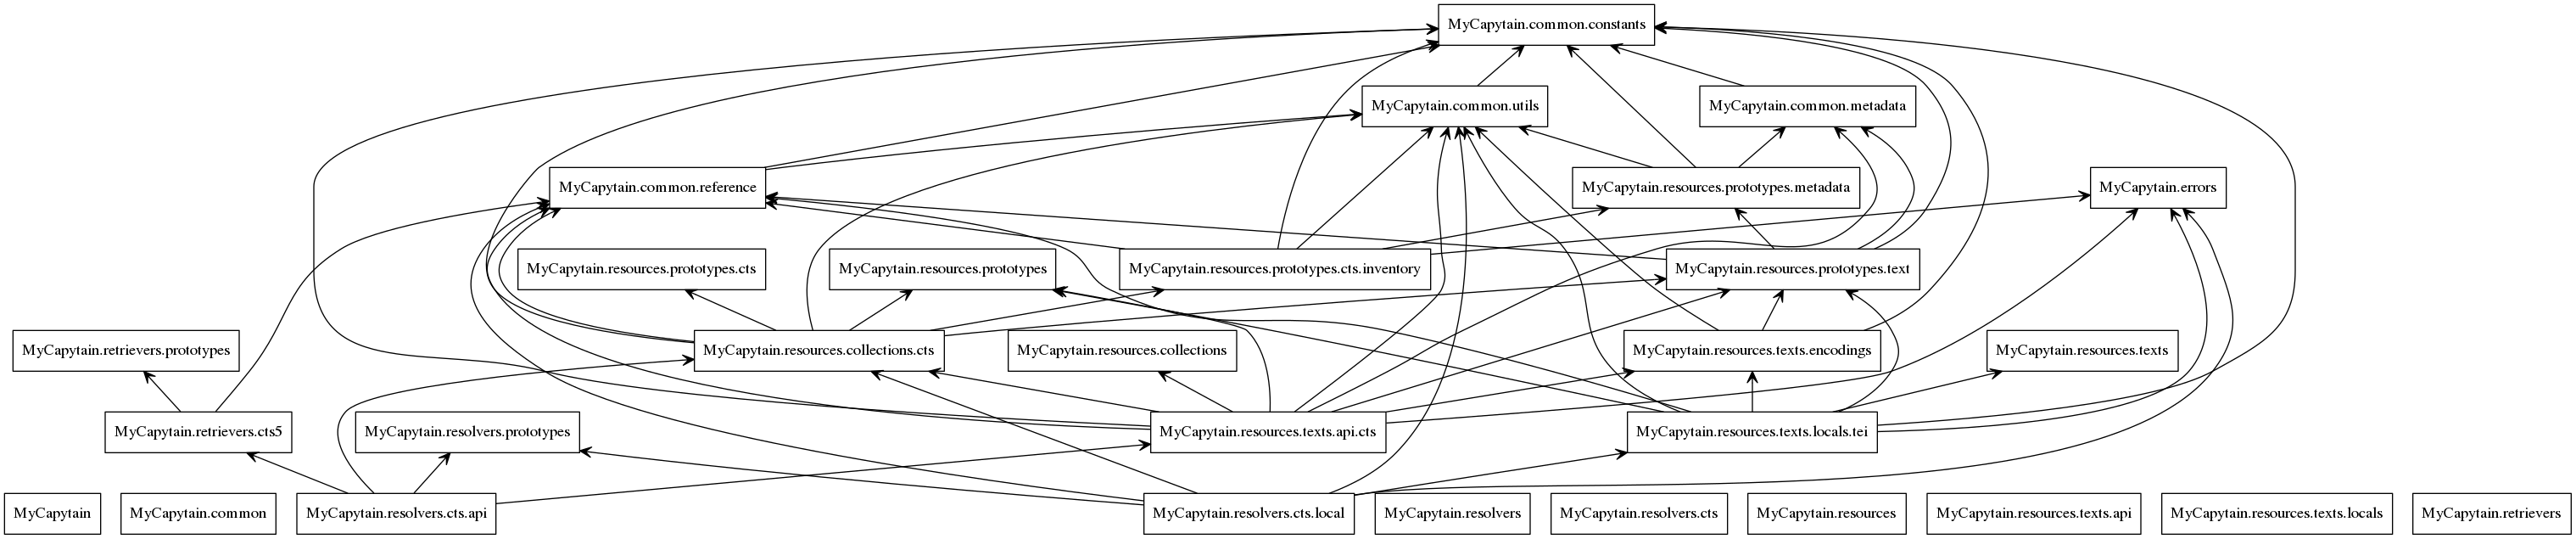 MyCapytain.common.constants
MyCapytain.common.utils
MyCapytain.common.metadata
MyCapytain.common.reference
MyCapytain.resources.prototypes.metadata
MyCapytain.errors
MyCapytain.resources.prototypes.cts
MyCapytain.resources.prototypes
MyCapytain.resources.prototypes.cts.inventory
MyCapytain.resources.prototypes.text
MyCapytain.retrievers.prototypes
MyCapytain.resources.collections.cts
MyCapytain.resources.collections
MyCapytain.resources.texts.encodings
MyCapytain.resources.texts
MyCapytain.retrievers.cts5
MyCapytain.resolvers.prototypes
MyCapytain.resources.texts.api.cts
MyCapytain.resources.texts.locals.tei
MyCapytain
MyCapytain.common
MyCapytain.resolvers.cts.api
MyCapytain.resolvers.cts.local
MyCapytain.resolvers
MyCapytain.resolvers.cts
MyCapytain.resources
MyCapytain.resources.texts.api
MyCapytain.resources.texts.locals
MyCapytain.retrievers